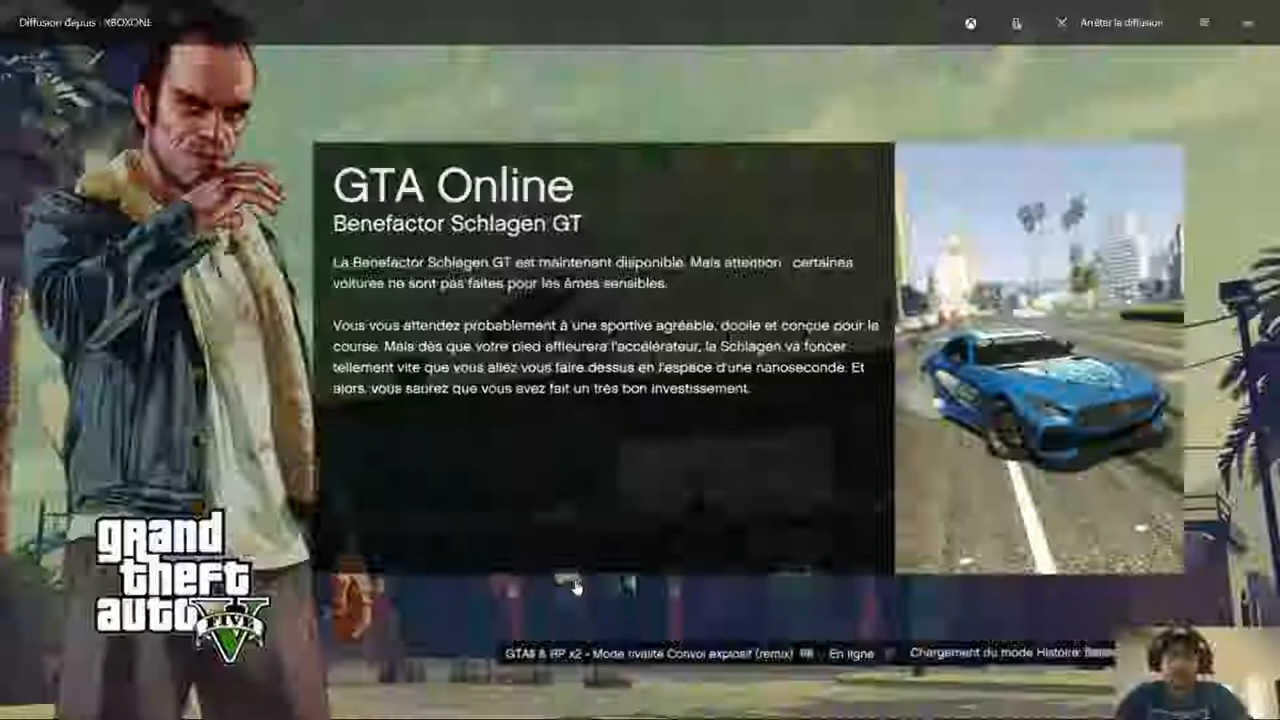 Diffusion depuis : XBOXONE
Arrêter la diffusion
GTA Online
Benefactor Schlagen GT
La Benefactor Schlagen GT est maintenant disponible. Mais attention : certaines
voitures ne sont pas faites pour les âmes sensibles.
Vous vous attendez probablement à une sportive agréable, docile et conçue pour la
course. Mais dès que votre pied effleurera l'accélérateur, la Schlagen va foncer
tellement vite que vous allez vous faire dessus en l'espace d'une nanoseconde. Et
alors, vous saurez que vous avez fait un très bon investissement.
grand
theft
auto
FIVE
V
GTA$ & RP x2 - Mode rivalité Convoi explosif (remix) En ligne Chargement du mode Histoire: